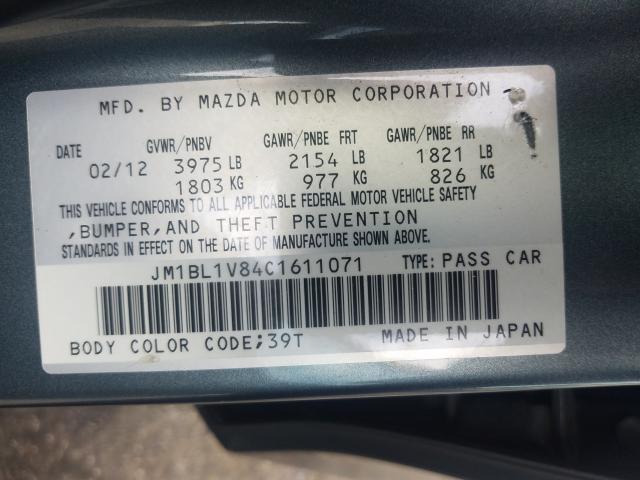 MFD. BY MAZDA MOTOR CORPORATION
DATE GVWR/PNBV GAWR/PNBE FRT GAWR/PNBE RR
02/12 3975 LB 2154 LB 1821 LB
1803 KG 977 KG 826 KG
THIS VEHICLE CONFORMS TO ALL APPLICABLE FEDERAL MOTOR VEHICLE SAFETY
,BUMPER,AND THEFT PREVENTION
STANDARDS IN EFFECT ON THE DATE OF MANUFACTURE SHOWN ABOVE.
JM1BL1V84C1611071 TYPE: PASS CAR
BODY COLOR CODE;39T MADE IN JAPAN